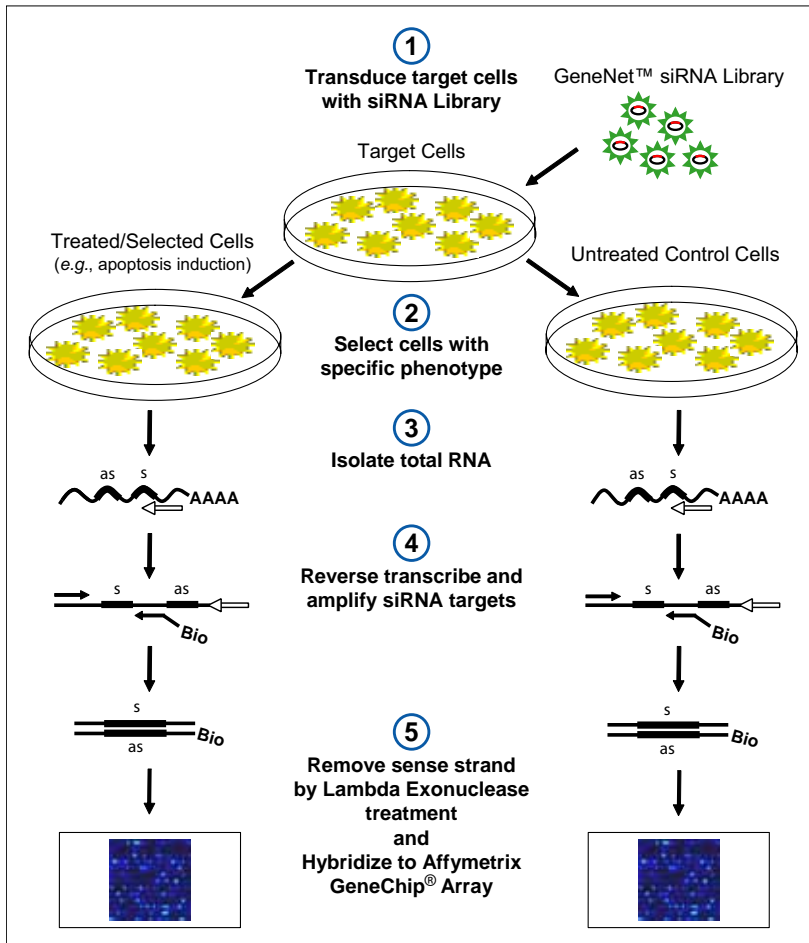 1
Transduce target cells
with siRNA Library
GeneNet™ siRNA Library
Target Cells
Treated/Selected Cells
(e.g., apoptosis induction)
Untreated Control Cells
2
Select cells with
specific phenotype
3
Isolate total RNA
as s
AAAA
as s
AAAA
4
Reverse transcribe and
amplify siRNA targets
s as
Bio
s as
Bio
s
Bio
as
s
Bio
as
5
Remove sense strand
by Lambda Exonuclease
treatment
and
Hybridize to Affymetrix
GeneChip® Array